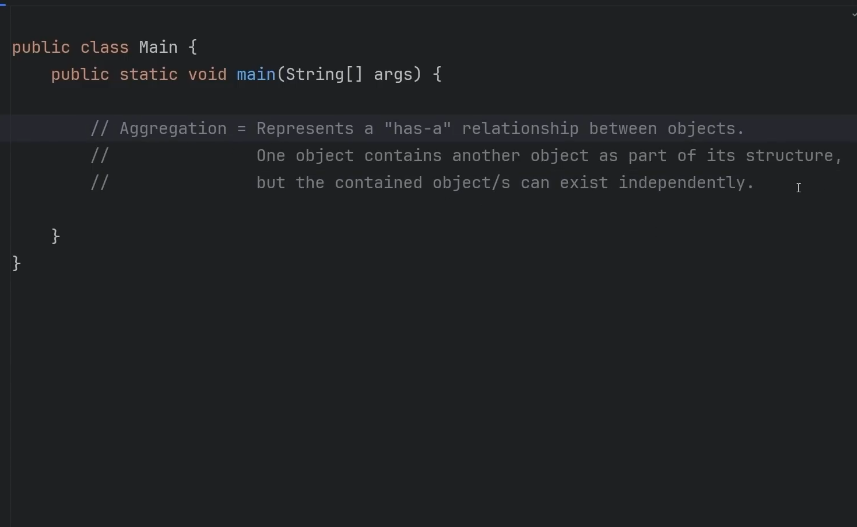 public class Main {
    public static void main(String[] args) {
        // Aggregation = Represents a "has-a" relationship between objects.
        //               One object contains another object as part of its structure,
        //               but the contained object/s can exist independently.
    }
}